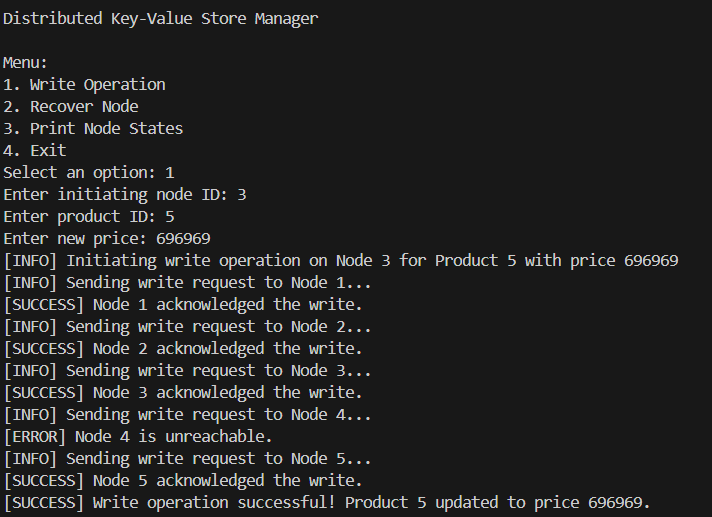 Distributed Key-Value Store Manager
Menu:
1. Write Operation
2. Recover Node
3. Print Node States
4. Exit
Select an option: 1
Enter initiating node ID: 3
Enter product ID: 5
Enter new price: 696969
[INFO] Initiating write operation on Node 3 for Product 5 with price 696969
[INFO] Sending write request to Node 1...
[SUCCESS] Node 1 acknowledged the write.
[INFO] Sending write request to Node 2...
[SUCCESS] Node 2 acknowledged the write.
[INFO] Sending write request to Node 3...
[SUCCESS] Node 3 acknowledged the write.
[INFO] Sending write request to Node 4...
[ERROR] Node 4 is unreachable.
[INFO] Sending write request to Node 5...
[SUCCESS] Node 5 acknowledged the write.
[SUCCESS] Write operation successful! Product 5 updated to price 696969.